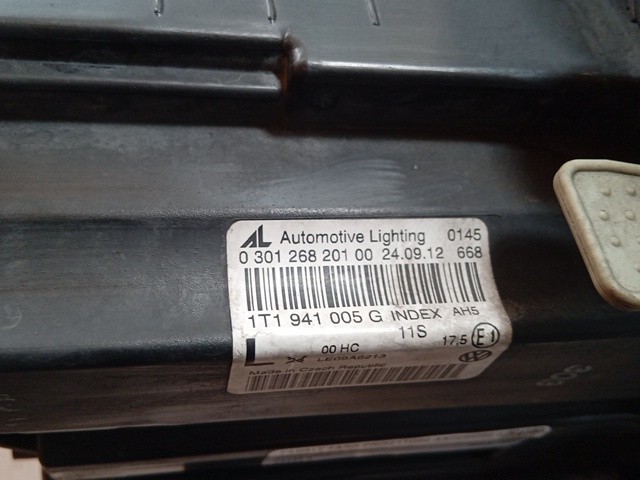 AL Automotive Lighting 0145
0 301 268 201 00 24.09.12 668
1T1 941 005 G INDEX AH5
11S
L 00 HC 17.5 E1
LE09A0213
Made in Czech Republic